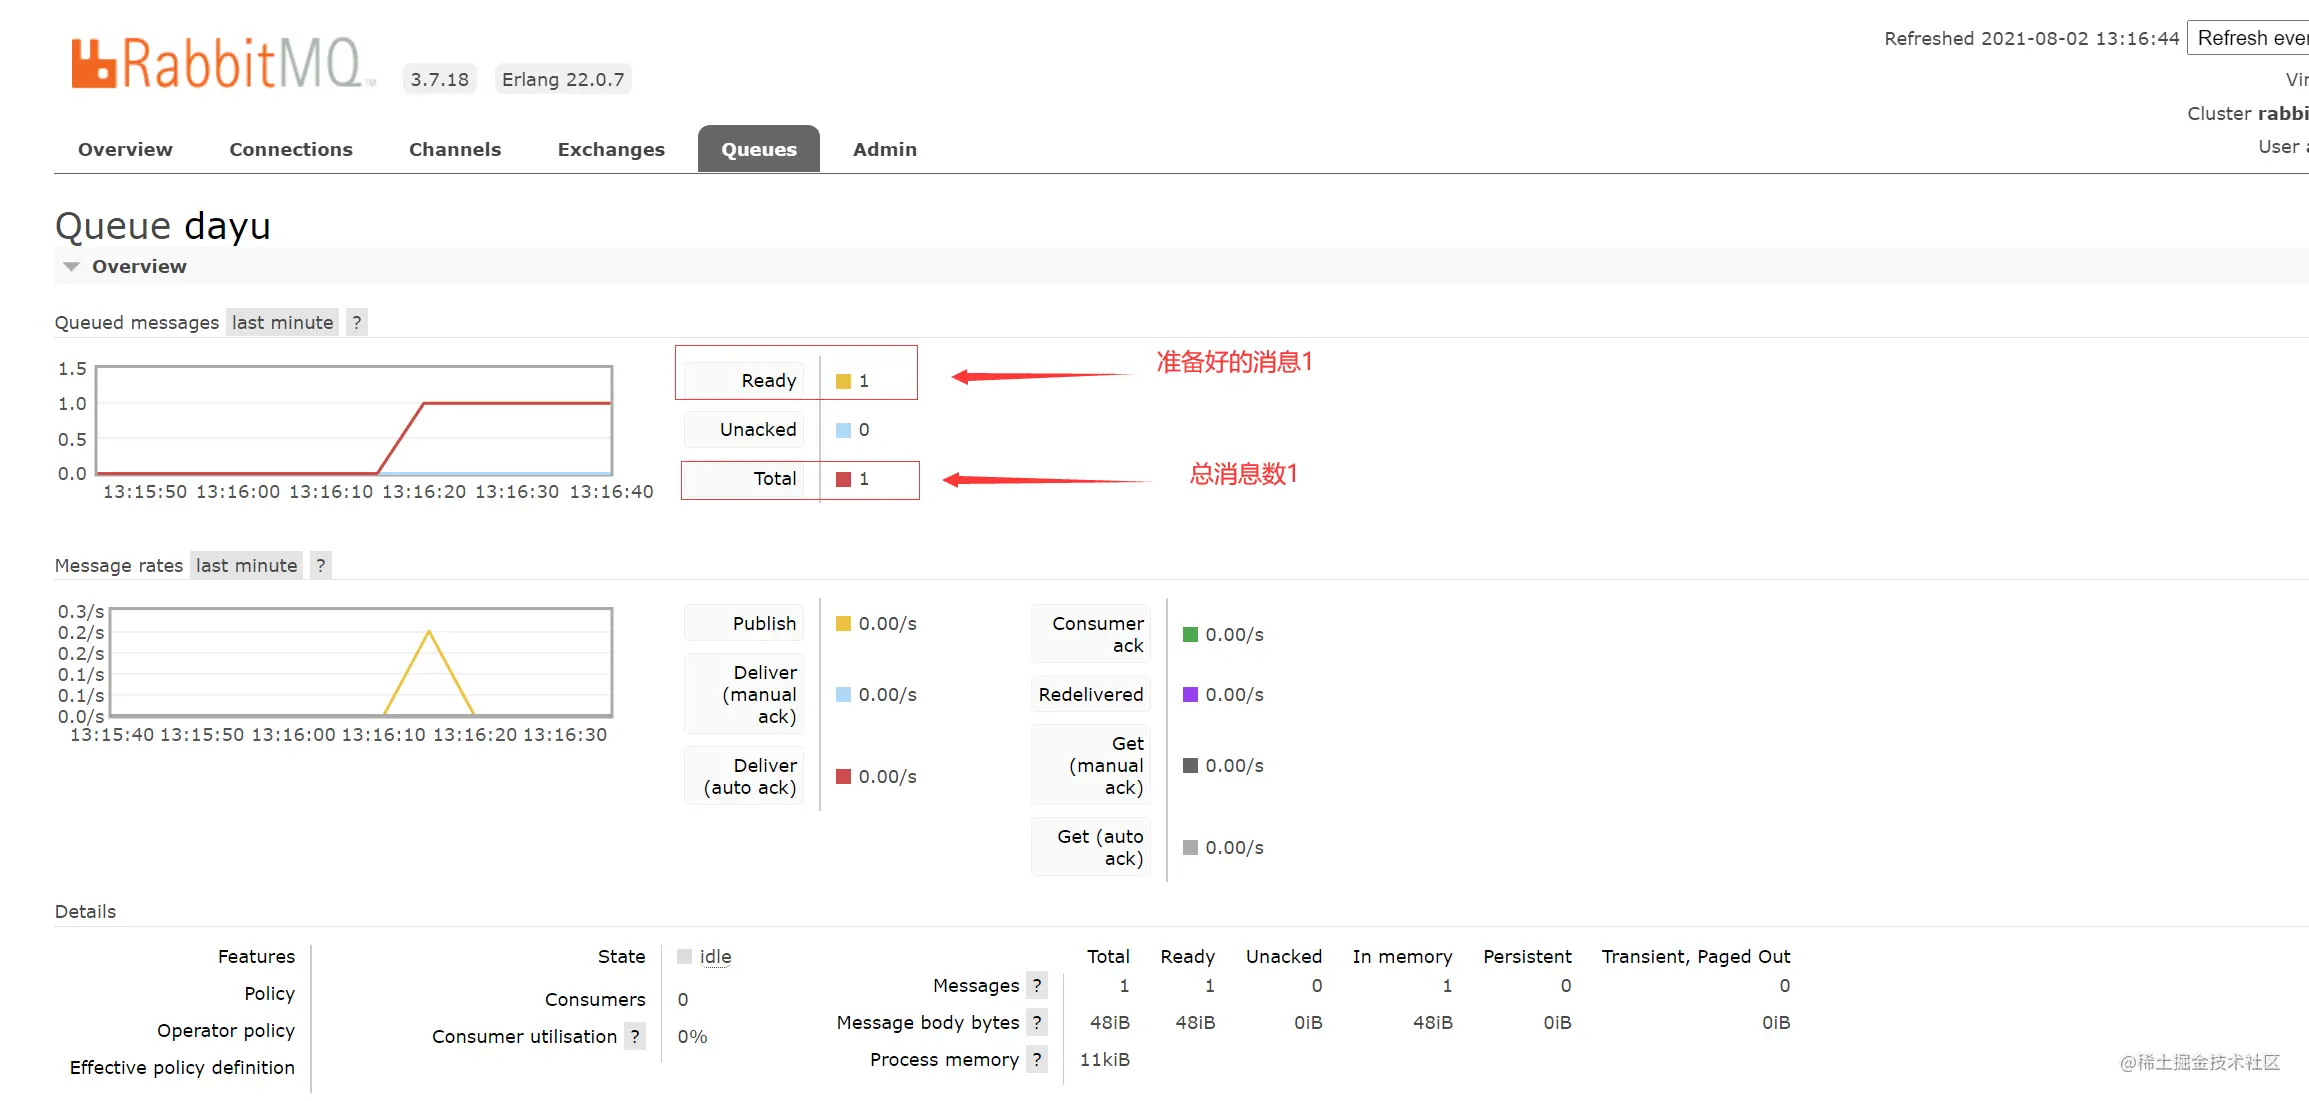 RabbitMQ TM 3.7.18 Erlang 22.0.7
Refreshed 2021-08-02 13:16:44 Refresh ever
Vir
Cluster rabbi
User
Overview Connections Channels Exchanges Queues Admin
Queue dayu
Overview
Queued messages last minute ?
1.5
1.0
0.5
0.0
13:15:50 13:16:00 13:16:10 13:16:20 13:16:30 13:16:40
Ready 1
准备好的消息1
Unacked 0
Total 1
总消息数1
Message rates last minute ?
0.3/s
0.2/s
0.2/s
0.1/s
0.1/s
0.0/s
13:15:40 13:15:50 13:16:00 13:16:10 13:16:20 13:16:30
Publish 0.00/s
Deliver
(manual
ack)
0.00/s
Deliver
(auto ack)
0.00/s
Consumer
ack
0.00/s
Redelivered 0.00/s
Get
(manual
ack)
0.00/s
Get (auto
ack)
0.00/s
Details
Features
Policy
Operator policy
Effective policy definition
State idle
Consumers 0
Consumer utilisation ? 0%
Total Ready Unacked In memory Persistent Transient, Paged Out
Messages ? 1 1 0 1 0 0
Message body bytes ? 48iB 48iB 0iB 48iB 0iB 0iB
Process memory ? 11kiB
@稀土掘金技术社区